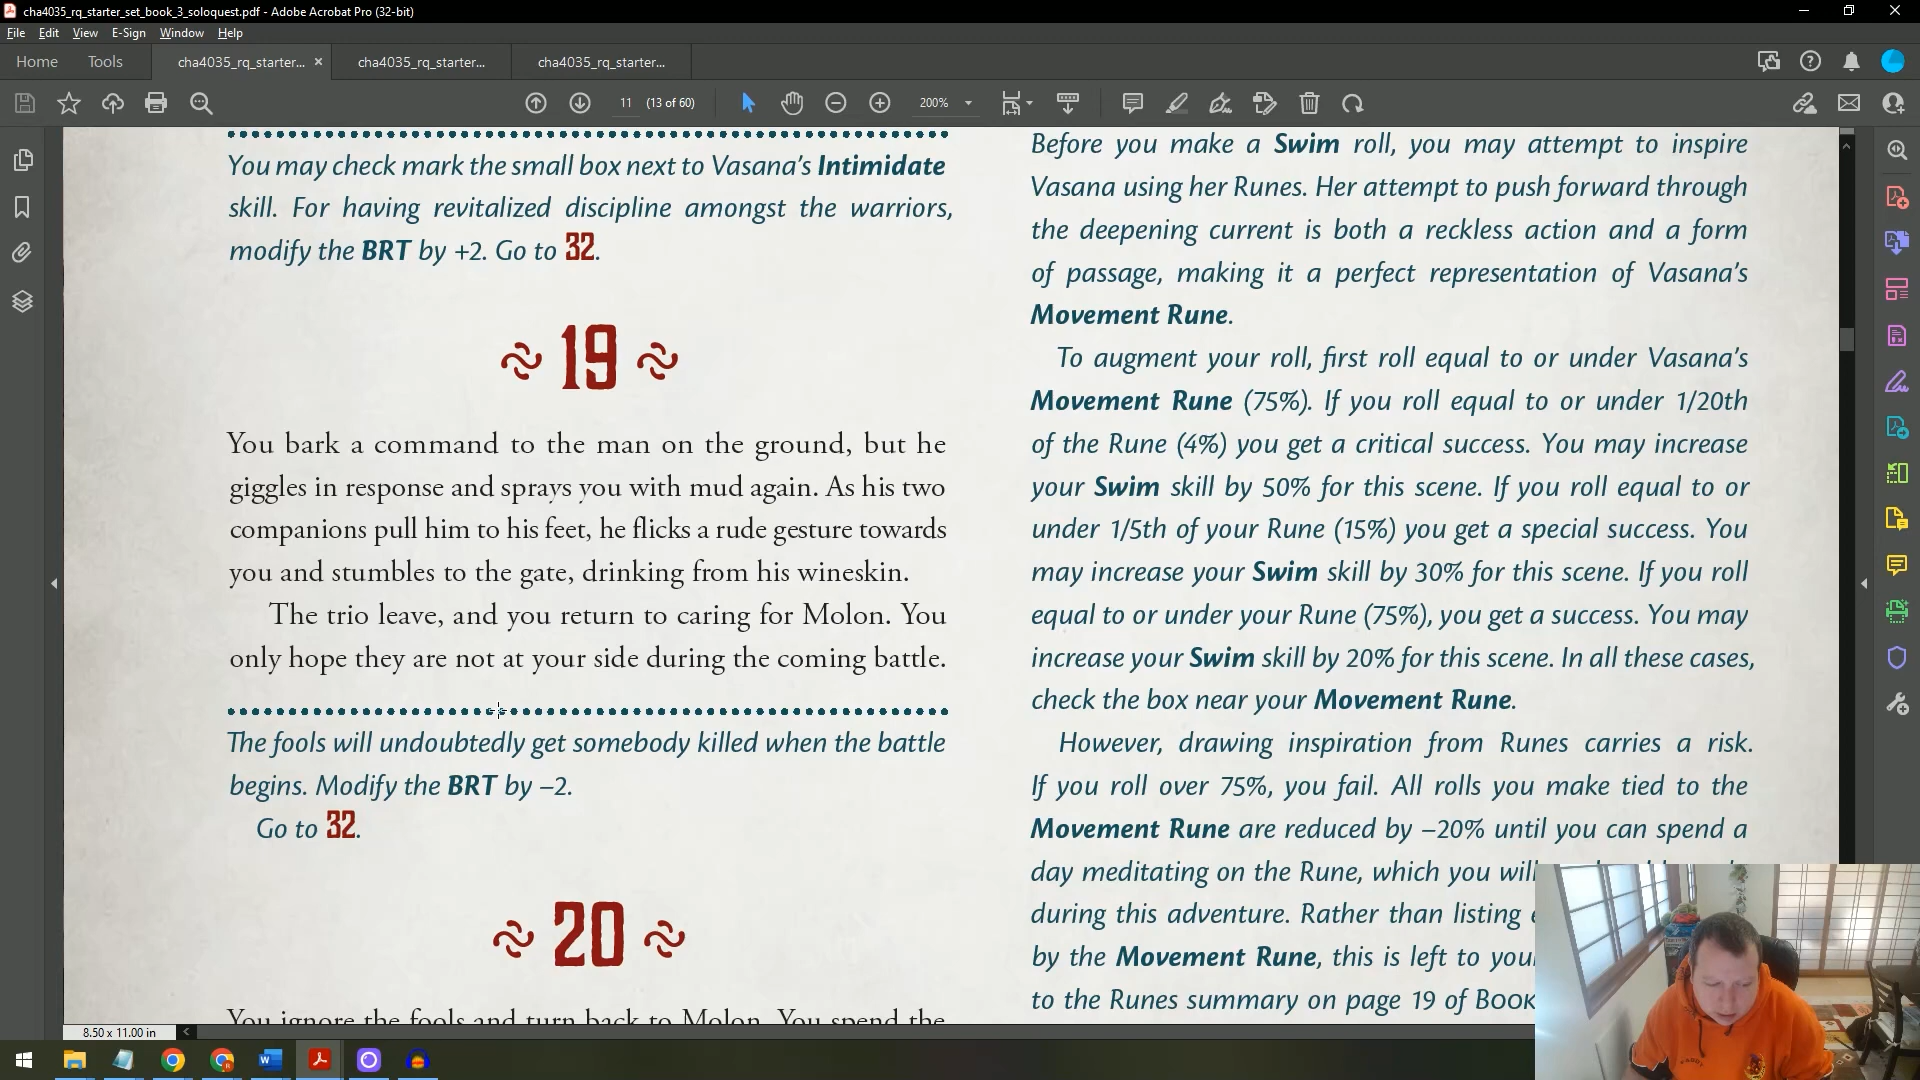 cha4035_rq_starter_set_book_3_soloquest.pdf - Adobe Acrobat Pro (32-bit)
File Edit View E-Sign Window Help
Home Tools cha4035_rq_starter... × cha4035_rq_starter... cha4035_rq_starter...
11 (13 of 60) 200%
You may check mark the small box next to Vasana's Intimidate
skill. For having revitalized discipline amongst the warriors,
modify the BRT by +2. Go to 32.
19
You bark a command to the man on the ground, but he
giggles in response and sprays you with mud again. As his two
companions pull him to his feet, he flicks a rude gesture towards
you and stumbles to the gate, drinking from his wineskin.
The trio leave, and you return to caring for Molon. You
only hope they are not at your side during the coming battle.
The fools will undoubtedly get somebody killed when the battle
begins. Modify the BRT by –2.
Go to 32.
20
You ignore the fools and turn back to Molon. You spend the
Before you make a Swim roll, you may attempt to inspire
Vasana using her Runes. Her attempt to push forward through
the deepening current is both a reckless action and a form
of passage, making it a perfect representation of Vasana's
Movement Rune.
To augment your roll, first roll equal to or under Vasana's
Movement Rune (75%). If you roll equal to or under 1/20th
of the Rune (4%) you get a critical success. You may increase
your Swim skill by 50% for this scene. If you roll equal to or
under 1/5th of your Rune (15%) you get a special success. You
may increase your Swim skill by 30% for this scene. If you roll
equal to or under your Rune (75%), you get a success. You may
increase your Swim skill by 20% for this scene. In all these cases,
check the box near your Movement Rune.
However, drawing inspiration from Runes carries a risk.
If you roll over 75%, you fail. All rolls you make tied to the
Movement Rune are reduced by –20% until you can spend a
day meditating on the Rune, which you will
during this adventure. Rather than listing
by the Movement Rune, this is left to
to the Runes summary on page 19 of BOOK
8.50 x 11.00 in